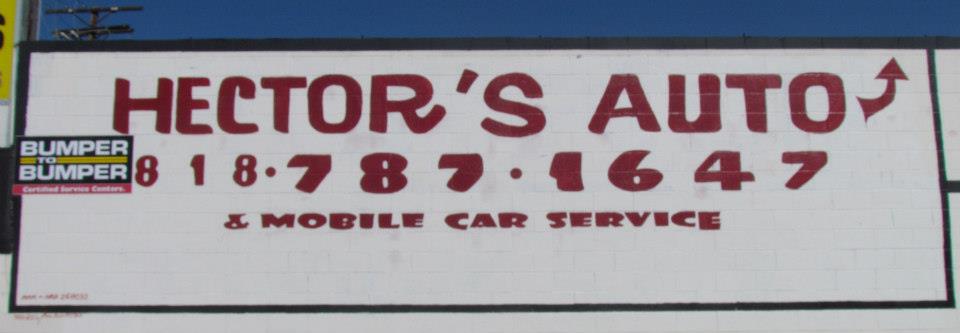 HECTOR'S AUTO
BUMPER
TO
BUMPER
Certified Service Centers.
818·787·1647
& MOBILE CAR SERVICE